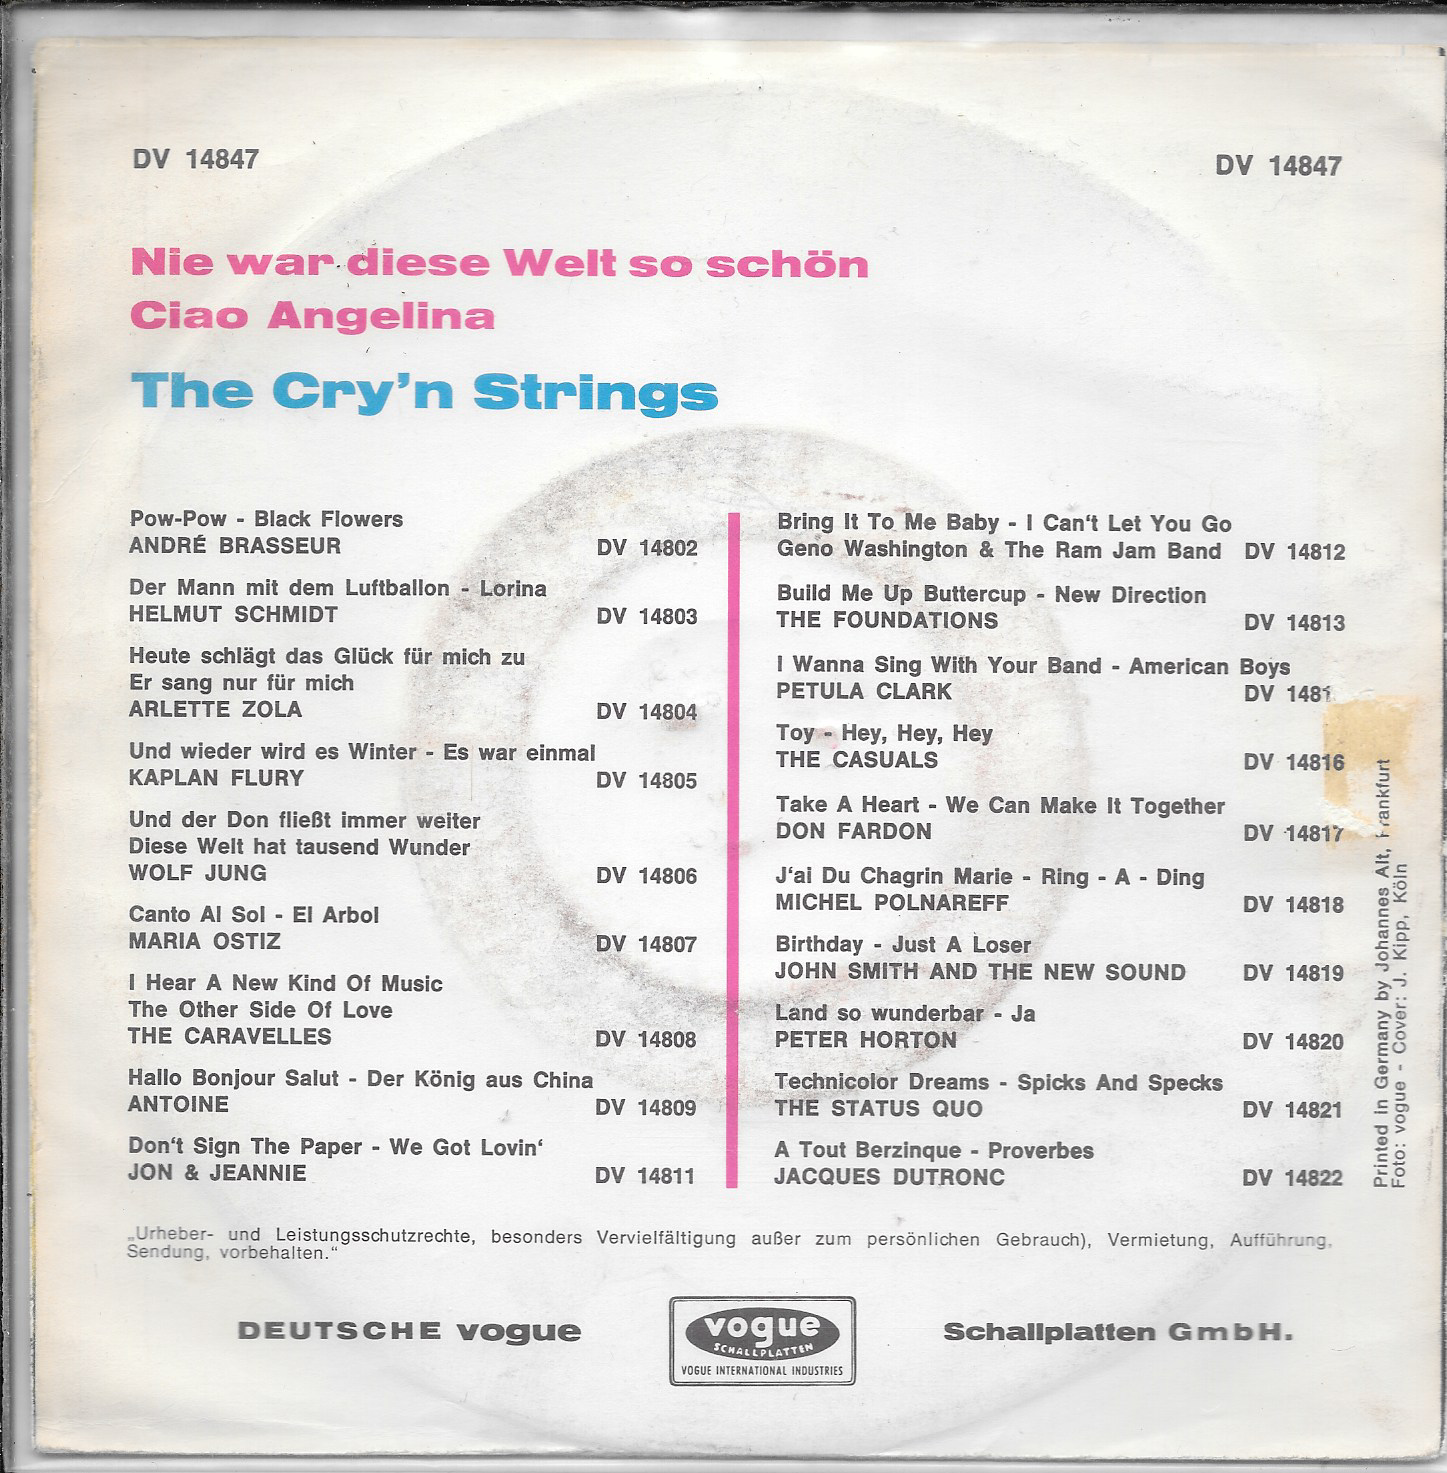 DV 14847
DV 14847
Nie war diese Welt so schön
Ciao Angelina
The Cry'n Strings
Pow-Pow - Black Flowers
ANDRÉ BRASSEUR DV 14802
Der Mann mit dem Luftballon - Lorina
HELMUT SCHMIDT DV 14803
Heute schlägt das Glück für mich zu
Er sang nur für mich
ARLETTE ZOLA DV 14804
Und wieder wird es Winter - Es war einmal
KAPLAN FLURY DV 14805
Und der Don fließt immer weiter
Diese Welt hat tausend Wunder
WOLF JUNG DV 14806
Canto Al Sol - El Arbol
MARIA OSTIZ DV 14807
I Hear A New Kind Of Music
The Other Side Of Love
THE CARAVELLES DV 14808
Hallo Bonjour Salut - Der König aus China
ANTOINE DV 14809
Don't Sign The Paper - We Got Lovin'
JON & JEANNIE DV 14811
Bring It To Me Baby - I Can't Let You Go
Geno Washington & The Ram Jam Band DV 14812
Build Me Up Buttercup - New Direction
THE FOUNDATIONS DV 14813
I Wanna Sing With Your Band - American Boys
PETULA CLARK DV
Toy - Hey, Hey, Hey
THE CASUALS DV 14816
Take A Heart - We Can Make It Together
DON FARDON DV 14817
J'ai Du Chagrin Marie - Ring - A - Ding
MICHEL POLNAREFF DV 14818
Birthday - Just A Loser
JOHN SMITH AND THE NEW SOUND DV 14819
Land so wunderbar - Ja
PETER HORTON DV 14820
Technicolor Dreams - Spicks And Specks
THE STATUS QUO DV 14821
A Tout Berzinque - Proverbes
JACQUES DUTRONC DV 14822
Printed in Germany by Johannes Alt, Frankfurt
Foto: vogue - Cover: J. Kipp, Köln
„Urheber- und Leistungsschutzrechte, besonders Vervielfältigung außer zum persönlichen Gebrauch), Vermietung, Aufführung,
Sendung, vorbehalten."
DEUTSCHE vogue
vogue
SCHALLPLATTEN
VOGUE INTERNATIONAL INDUSTRIES
Schallplatten GmbH.